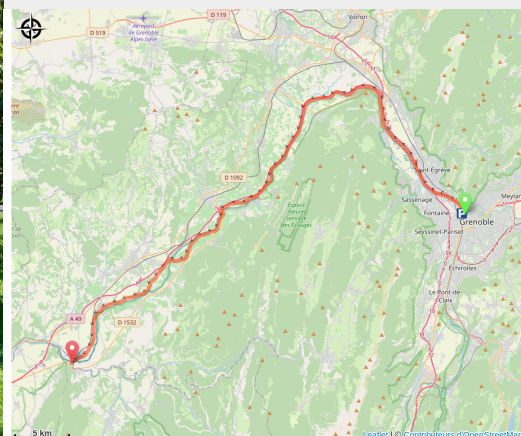 D 119
Voiron
Aéroport
de Grenoble
Alpes Isère
D 519
Saint-Égrève
D 1092
Sassenage
Meylan
Espace
naturel
sensible
des Écouges
Fontaine
Grenoble
Seyssinet-Pariset
Échirolles
Le Pont-de-
Claix
A 49
D 1532
5 km
Leaflet | © Contributeurs d'OpenStreetMap